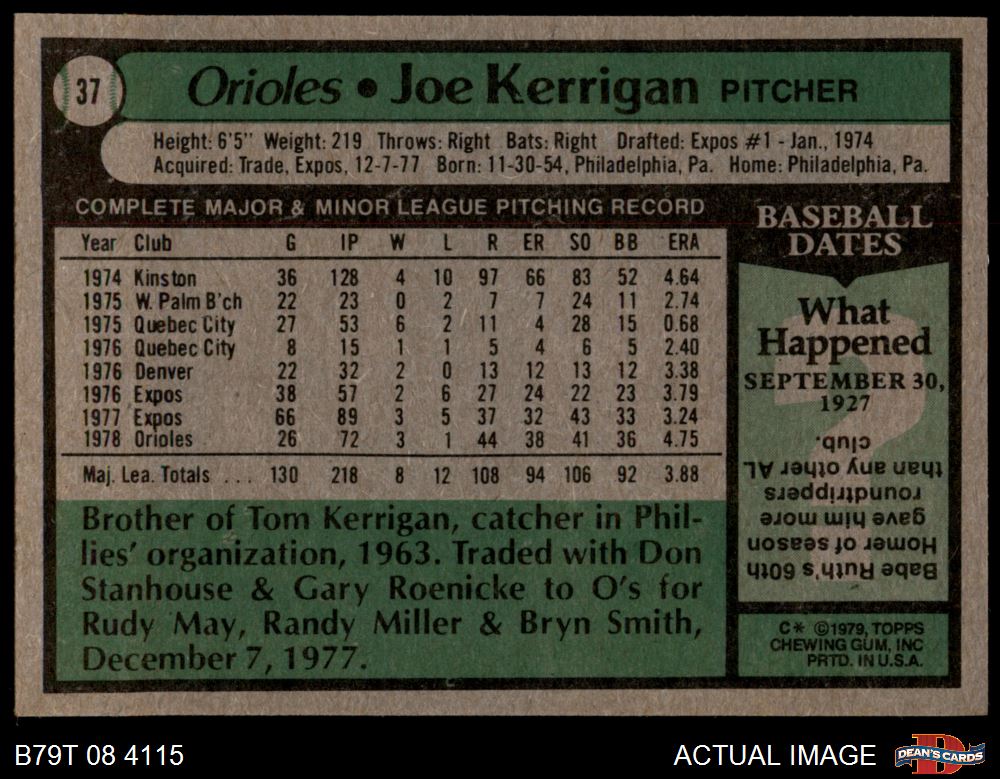 37
Orioles • Joe Kerrigan PITCHER
Height: 6'5" Weight: 219 Throws: Right Bats: Right Drafted: Expos #1 - Jan., 1974
Acquired: Trade, Expos, 12-7-77 Born: 11-30-54, Philadelphia, Pa. Home: Philadelphia, Pa.
COMPLETE MAJOR & MINOR LEAGUE PITCHING RECORD
Year Club G IP W L R ER SO BB ERA
1974 Kinston 36 128 4 10 97 66 83 52 4.64
1975 W. Palm B'ch 22 23 0 2 7 7 24 11 2.74
1975 Quebec City 27 53 6 2 11 4 28 15 0.68
1976 Quebec City 8 15 1 1 5 4 6 5 2.40
1976 Denver 22 32 2 0 13 12 13 12 3.38
1976 Expos 38 57 2 6 27 24 22 23 3.79
1977 Expos 66 89 3 5 37 32 43 33 3.24
1978 Orioles 26 72 3 1 44 38 41 36 4.75
Maj. Lea. Totals . . . 130 218 8 12 108 94 106 92 3.88
Brother of Tom Kerrigan, catcher in Phil-
lies' organization, 1963. Traded with Don
Stanhouse & Gary Roenicke to O's for
Rudy May, Randy Miller & Bryn Smith,
December 7, 1977.
BASEBALL
DATES
What
Happened
SEPTEMBER 30,
1927
Babe Ruth's 60th
Homer of season
gave him more
roundtrippers
than any other AL
club.
C* ©1979, TOPPS
CHEWING GUM, INC
PRTD. IN U.S.A.
B79T 08 4115
ACTUAL IMAGE
DEAN'S CARDS